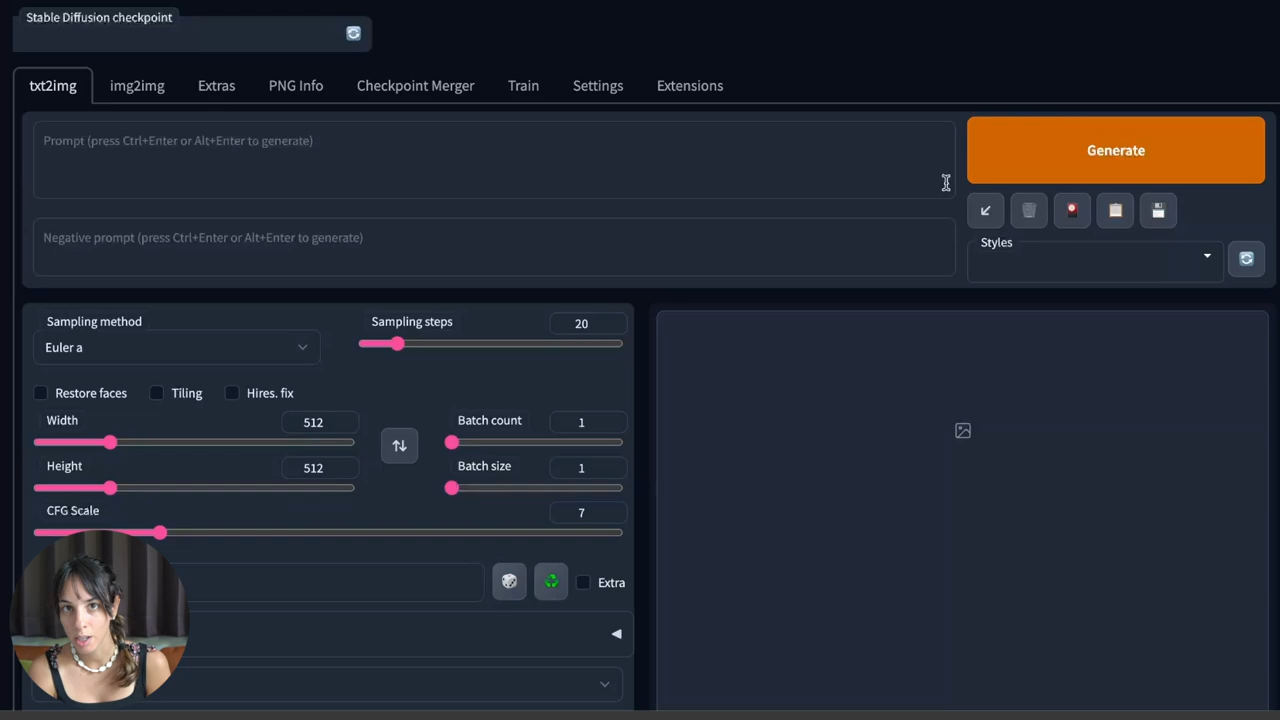 Stable Diffusion checkpoint
txt2img img2img Extras PNG Info Checkpoint Merger Train Settings Extensions
Prompt (press Ctrl+Enter or Alt+Enter to generate)
Generate
Negative prompt (press Ctrl+Enter or Alt+Enter to generate)
Styles
Sampling method
Euler a
Sampling steps
20
Restore faces Tiling Hires. fix
Width
512
Batch count
1
Height
512
Batch size
1
CFG Scale
7
Extra